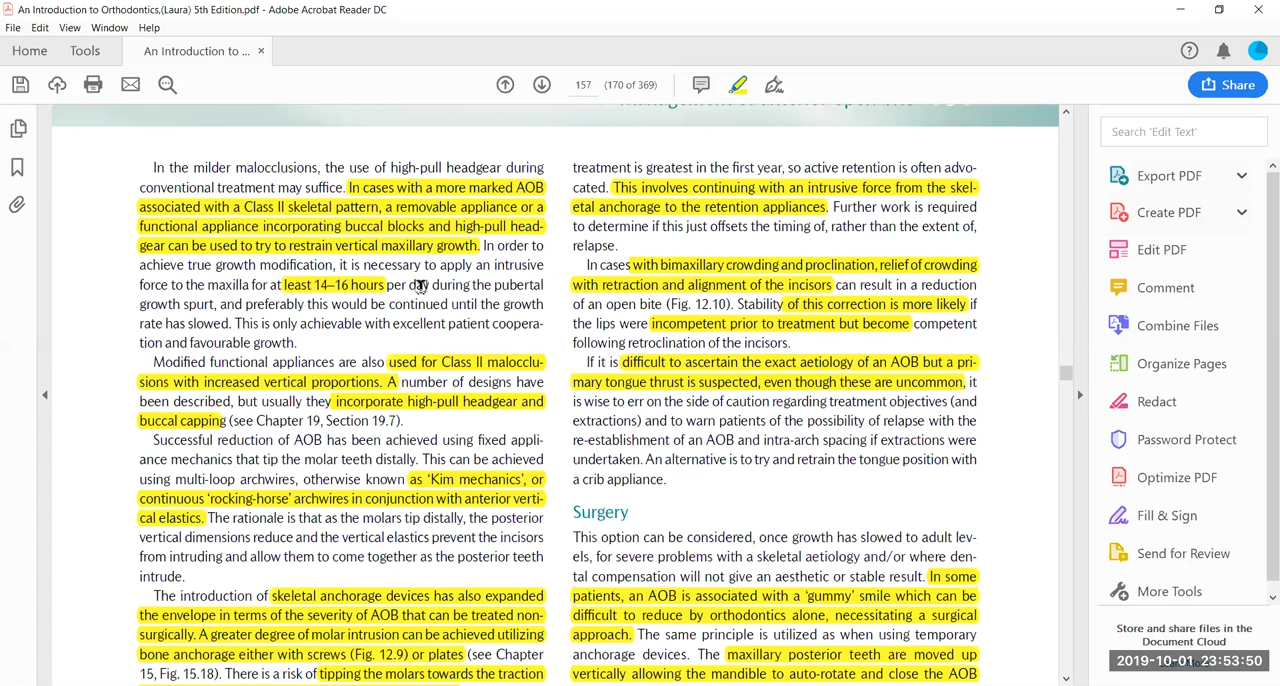 An Introduction to Orthodontics,(Laura) 5th Edition.pdf - Adobe Acrobat Reader DC
File Edit View Window Help
Home Tools An Introduction to ... ×
157 (170 of 369)
Share
In the milder malocclusions, the use of high-pull headgear during
conventional treatment may suffice. In cases with a more marked AOB
associated with a Class II skeletal pattern, a removable appliance or a
functional appliance incorporating buccal blocks and high-pull head-
gear can be used to try to restrain vertical maxillary growth. In order to
achieve true growth modification, it is necessary to apply an intrusive
force to the maxilla for at least 14–16 hours per day during the pubertal
growth spurt, and preferably this would be continued until the growth
rate has slowed. This is only achievable with excellent patient coopera-
tion and favourable growth.
Modified functional appliances are also used for Class II malocclu-
sions with increased vertical proportions. A number of designs have
been described, but usually they incorporate high-pull headgear and
buccal capping (see Chapter 19, Section 19.7).
Successful reduction of AOB has been achieved using fixed appli-
ance mechanics that tip the molar teeth distally. This can be achieved
using multi-loop archwires, otherwise known as ‘Kim mechanics’, or
continuous ‘rocking-horse’ archwires in conjunction with anterior verti-
cal elastics. The rationale is that as the molars tip distally, the posterior
vertical dimensions reduce and the vertical elastics prevent the incisors
from intruding and allow them to come together as the posterior teeth
intrude.
The introduction of skeletal anchorage devices has also expanded
the envelope in terms of the severity of AOB that can be treated non-
surgically. A greater degree of molar intrusion can be achieved utilizing
bone anchorage either with screws (Fig. 12.9) or plates (see Chapter
15, Fig. 15.18). There is a risk of tipping the molars towards the traction
treatment is greatest in the first year, so active retention is often advo-
cated. This involves continuing with an intrusive force from the skel-
etal anchorage to the retention appliances. Further work is required
to determine if this just offsets the timing of, rather than the extent of,
relapse.
In cases with bimaxillary crowding and proclination, relief of crowding
with retraction and alignment of the incisors can result in a reduction
of an open bite (Fig. 12.10). Stability of this correction is more likely if
the lips were incompetent prior to treatment but become competent
following retroclination of the incisors.
If it is difficult to ascertain the exact aetiology of an AOB but a pri-
mary tongue thrust is suspected, even though these are uncommon, it
is wise to err on the side of caution regarding treatment objectives (and
extractions) and to warn patients of the possibility of relapse with the
re-establishment of an AOB and intra-arch spacing if extractions were
undertaken. An alternative is to try and retrain the tongue position with
a crib appliance.
Surgery
This option can be considered, once growth has slowed to adult lev-
els, for severe problems with a skeletal aetiology and/or where den-
tal compensation will not give an aesthetic or stable result. In some
patients, an AOB is associated with a ‘gummy’ smile which can be
difficult to reduce by orthodontics alone, necessitating a surgical
approach. The same principle is utilized as when using temporary
anchorage devices. The maxillary posterior teeth are moved up
vertically allowing the mandible to auto-rotate and close the AOB
Search 'Edit Text'
Export PDF
Create PDF
Edit PDF
Comment
Combine Files
Organize Pages
Redact
Password Protect
Optimize PDF
Fill & Sign
Send for Review
More Tools
Store and share files in the
Document Cloud
2019-10-01 23:53:50